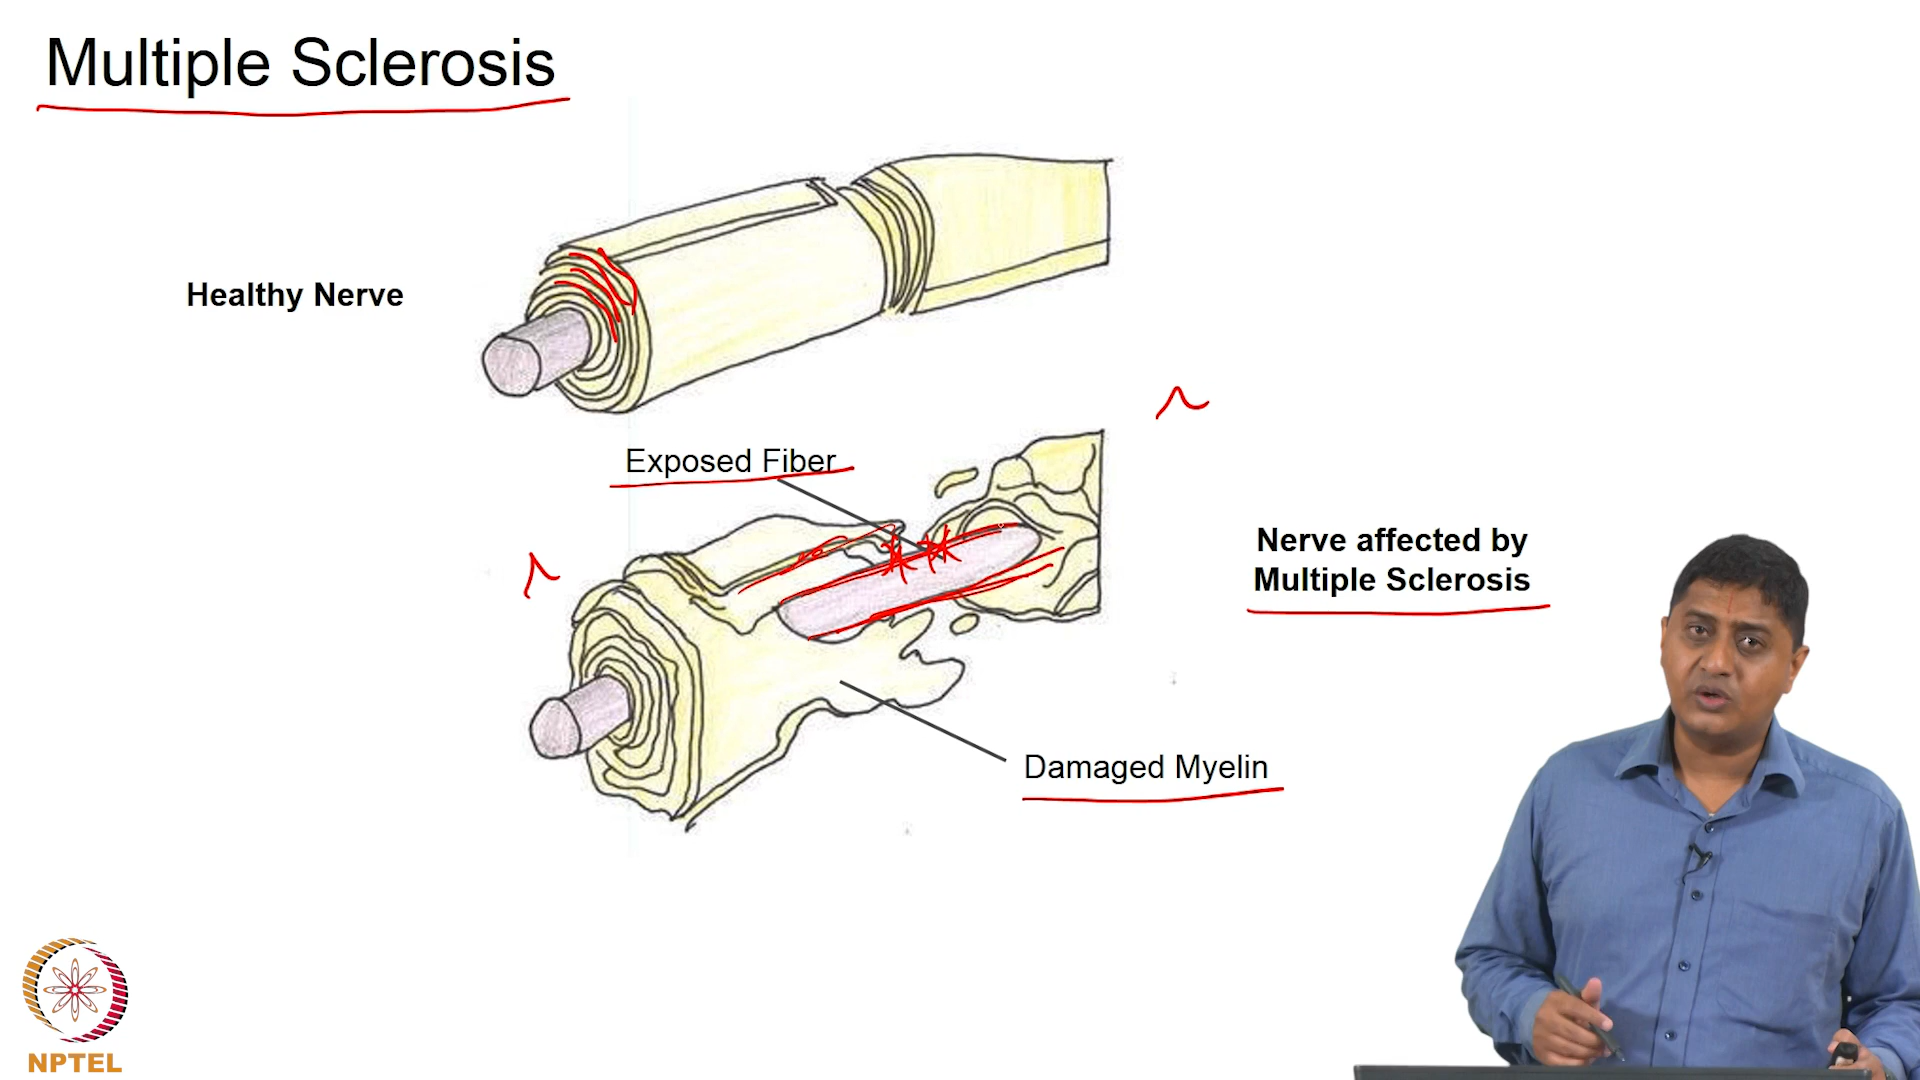 Multiple Sclerosis
Healthy Nerve
Exposed Fiber
Nerve affected by
Multiple Sclerosis
Damaged Myelin
NPTEL